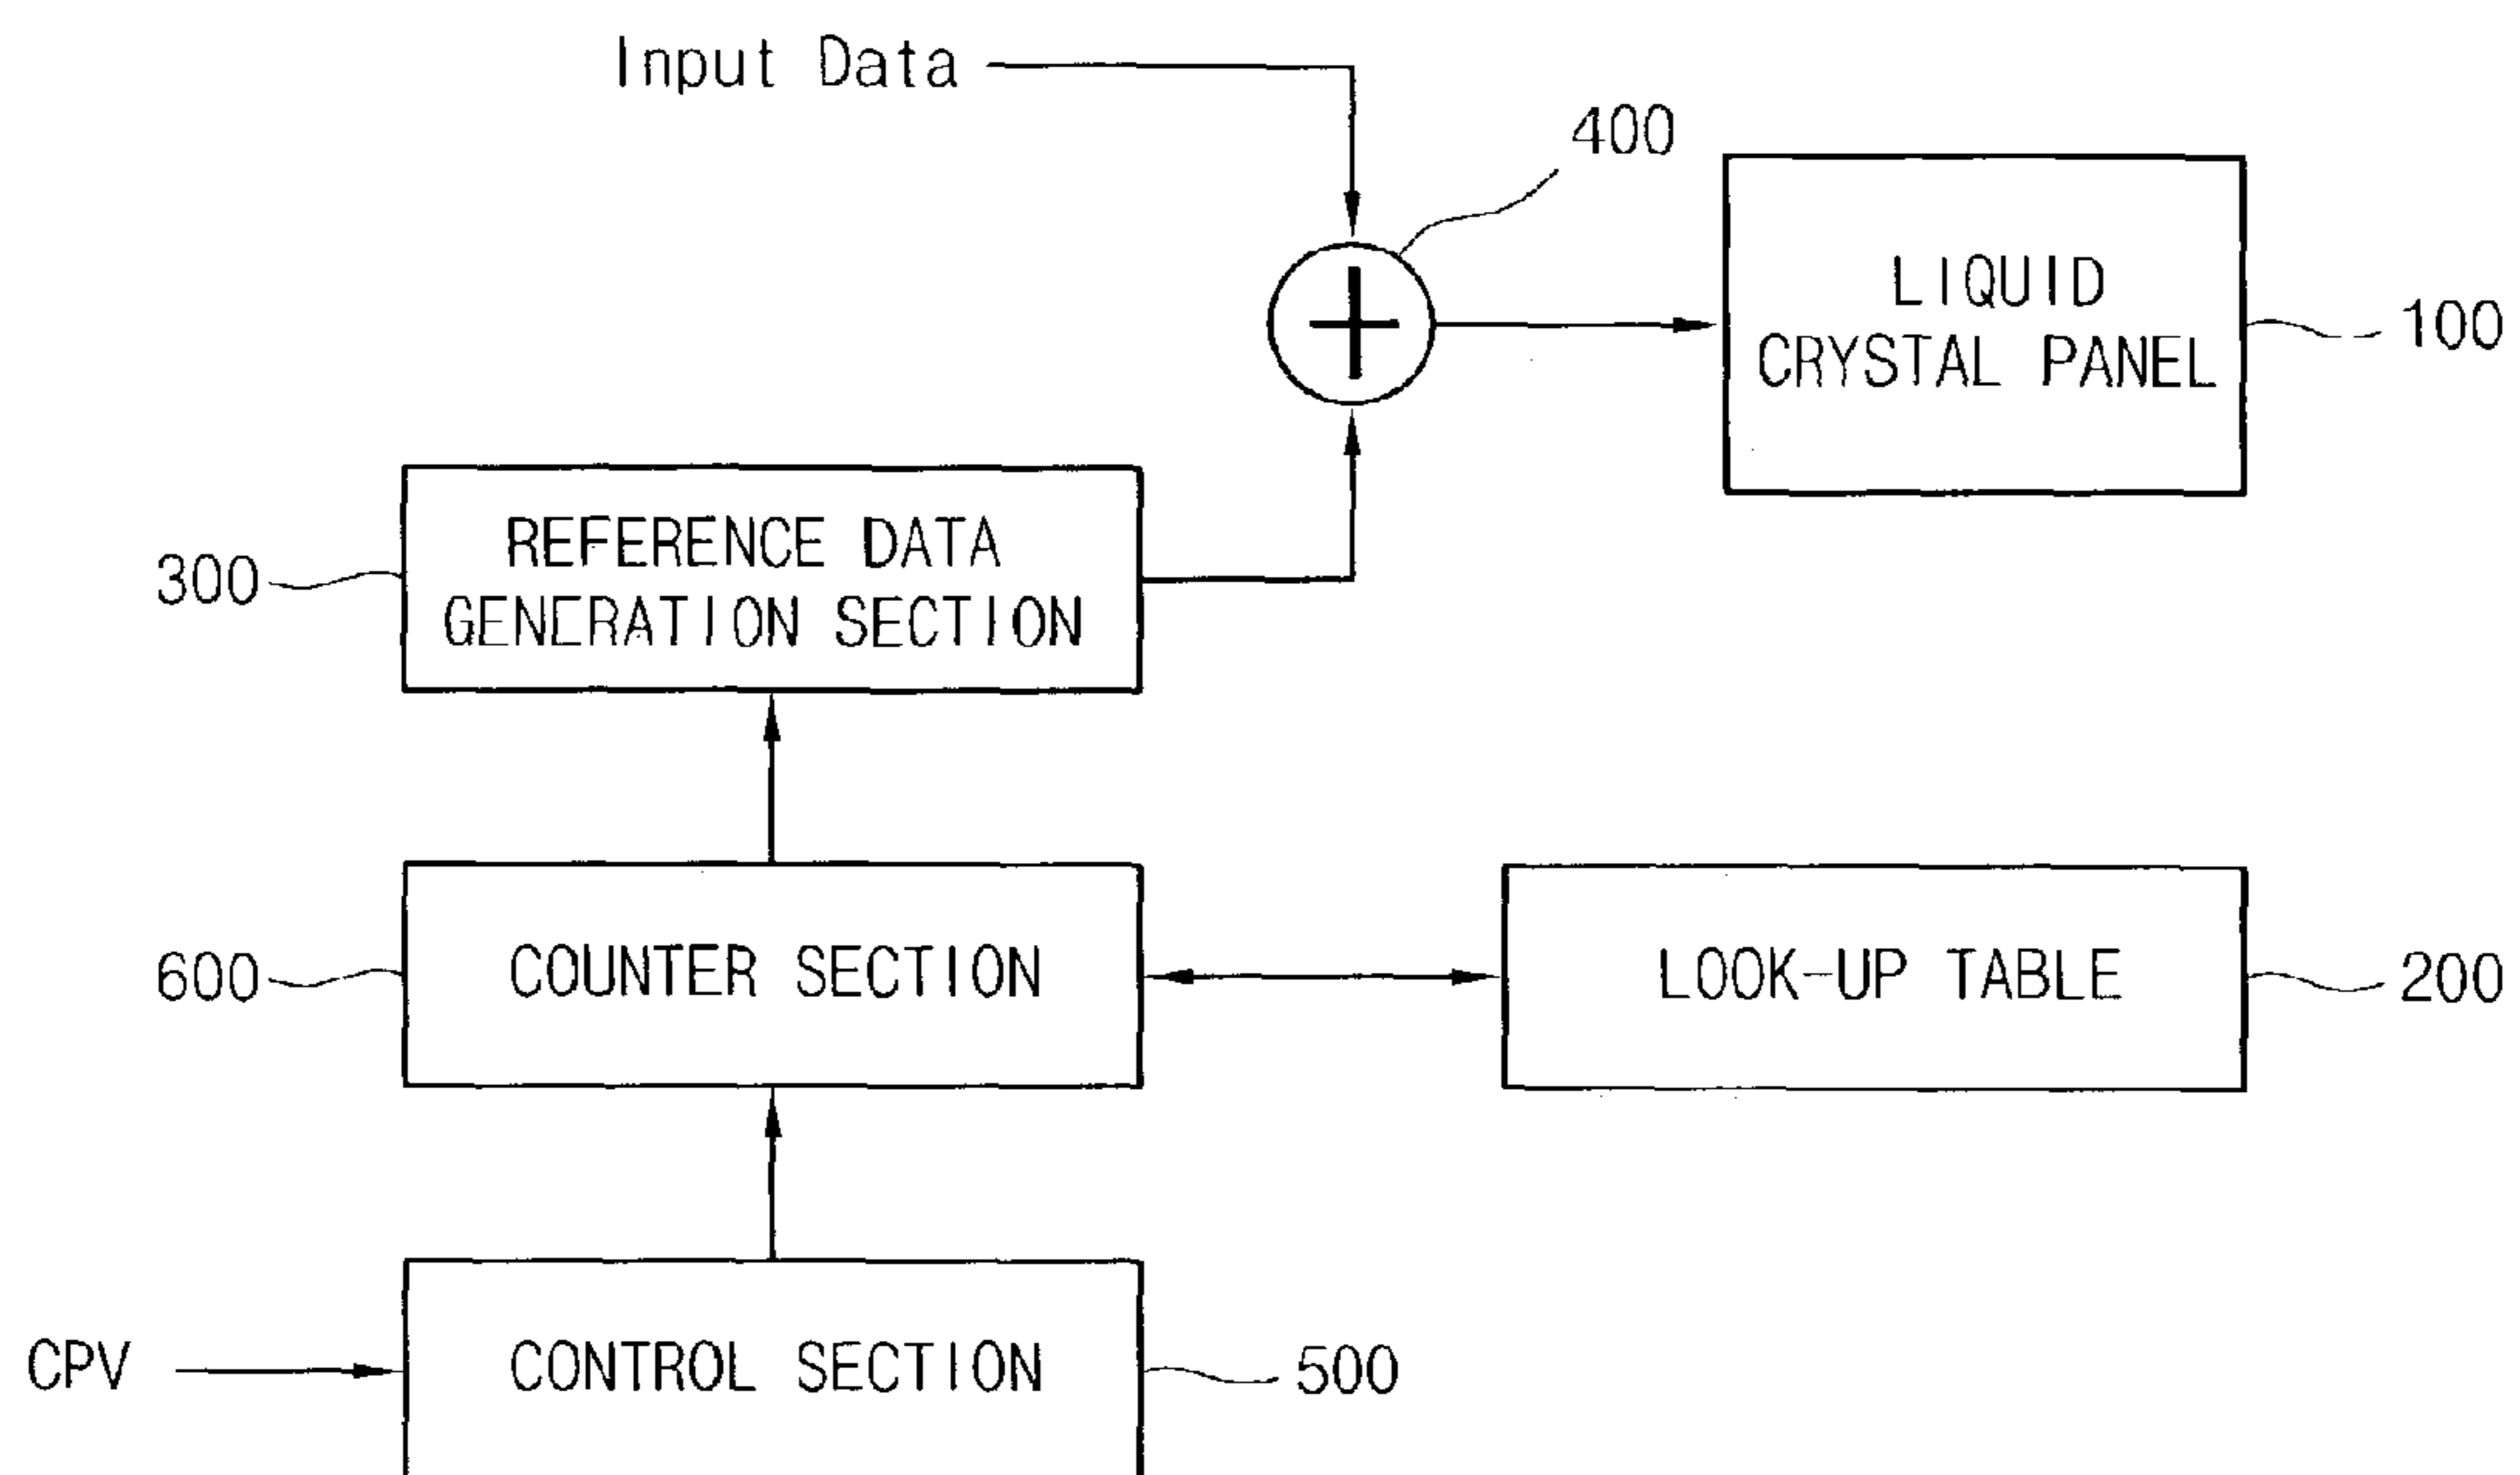 Input Data
400
LIQUID
CRYSTAL PANEL
100
REFERENCE DATA
GENERATION SECTION
300
COUNTER SECTION
600
LOOK-UP TABLE
200
CPV
CONTROL SECTION
500